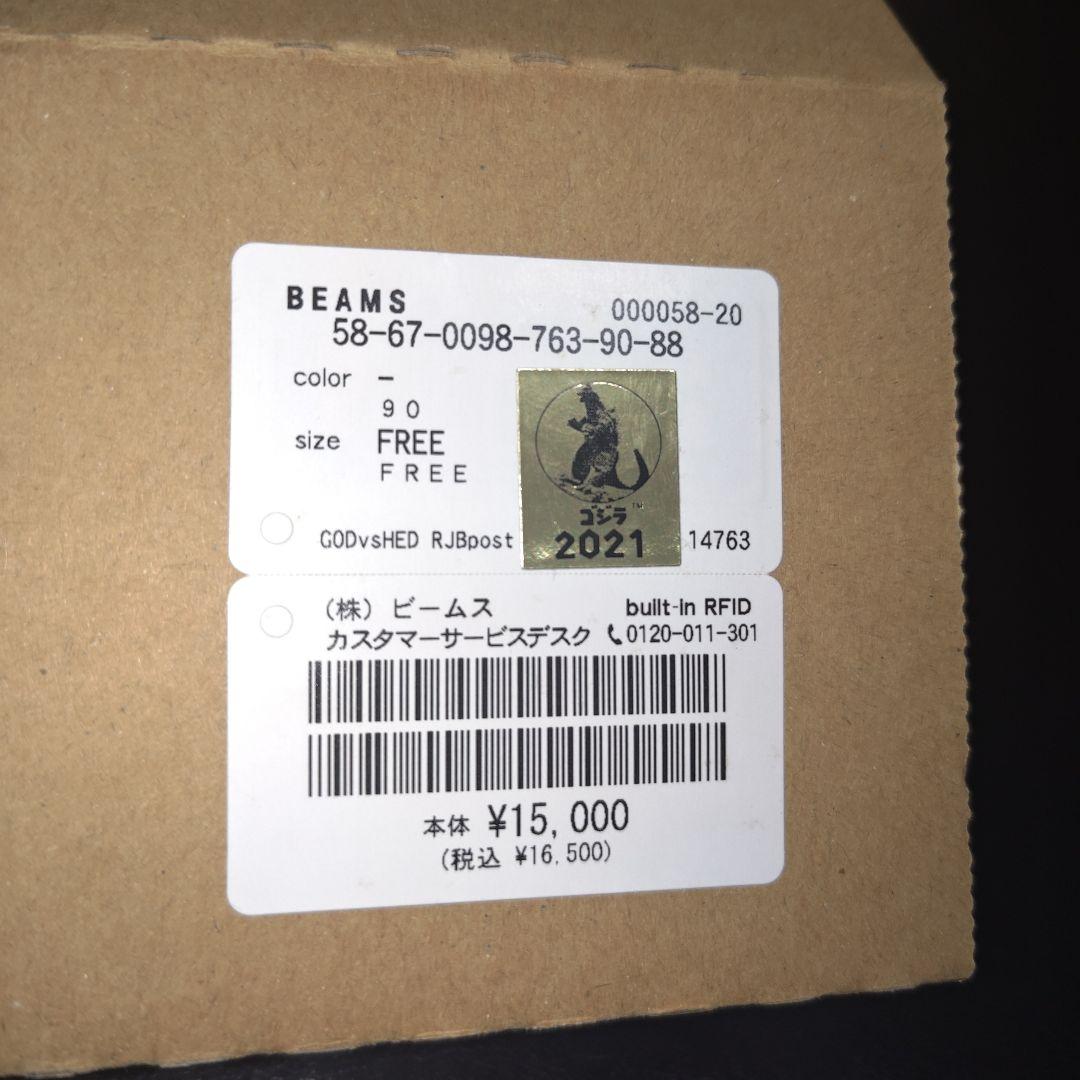 BEAMS
000058-20
58-67-0098-763-90-88
color -
90
size FREE
FREE
ゴジラ™
2021
GODvsHED RJBpost
14763
(株) ビームス
built-in RFID
カスタマーサービスデスク 0120-011-301
本体 ¥15,000
(税込 ¥16,500)